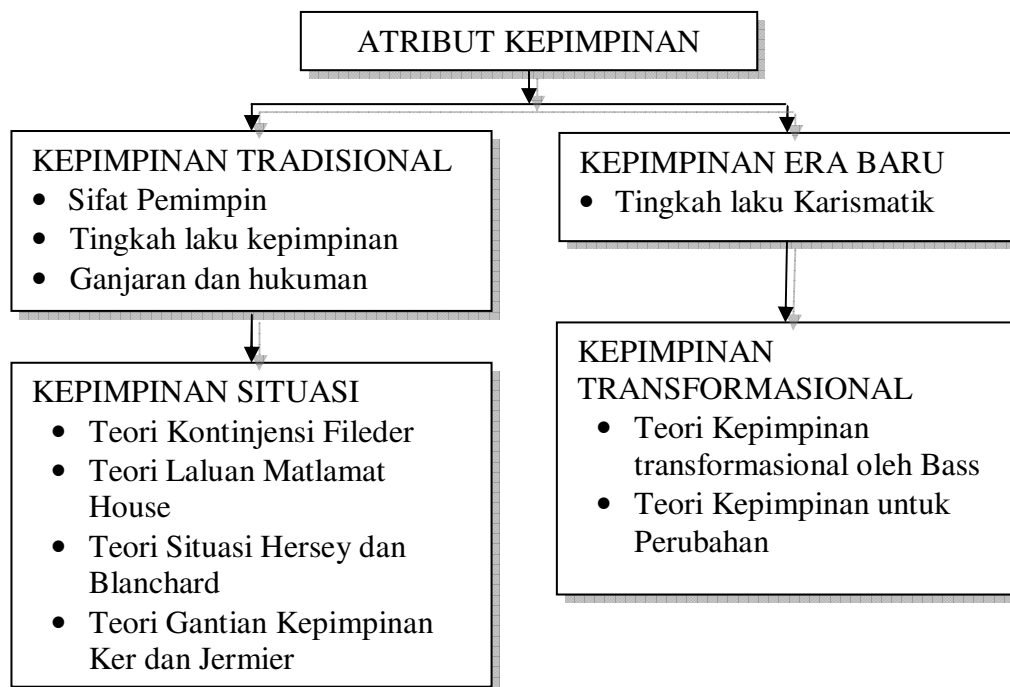 ATRIBUT KEPIMPINAN
KEPIMPINAN TRADISIONAL
• Sifat Pemimpin
• Tingkah laku kepimpinan
• Ganjaran dan hukuman
KEPIMPINAN SITUASI
• Teori Kontinjensi Fileder
• Teori Laluan Matlamat
House
• Teori Situasi Hersey dan
Blanchard
• Teori Gantian Kepimpinan
Ker dan Jermier
KEPIMPINAN ERA BARU
• Tingkah laku Karismatik
KEPIMPINAN
TRANSFORMASIONAL
• Teori Kepimpinan
transformasional oleh Bass
• Teori Kepimpinan untuk
Perubahan